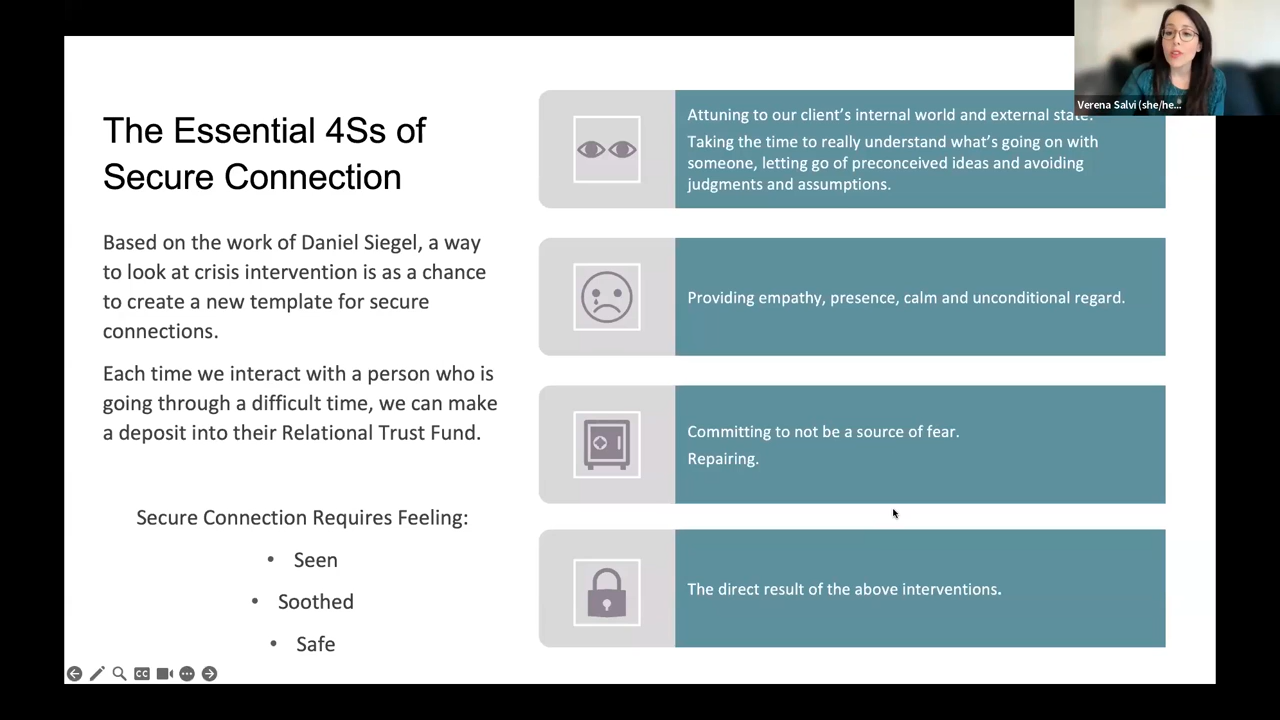 The Essential 4Ss of
Secure Connection
Based on the work of Daniel Siegel, a way
to look at crisis intervention is as a chance
to create a new template for secure
connections.
Each time we interact with a person who is
going through a difficult time, we can make
a deposit into their Relational Trust Fund.
Secure Connection Requires Feeling:
• Seen
• Soothed
• Safe
Attuning to our client’s internal world and external state.
Taking the time to really understand what’s going on with
someone, letting go of preconceived ideas and avoiding
judgments and assumptions.
Providing empathy, presence, calm and unconditional regard.
Committing to not be a source of fear.
Repairing.
The direct result of the above interventions.
Verena Salvi (she/he...
CC